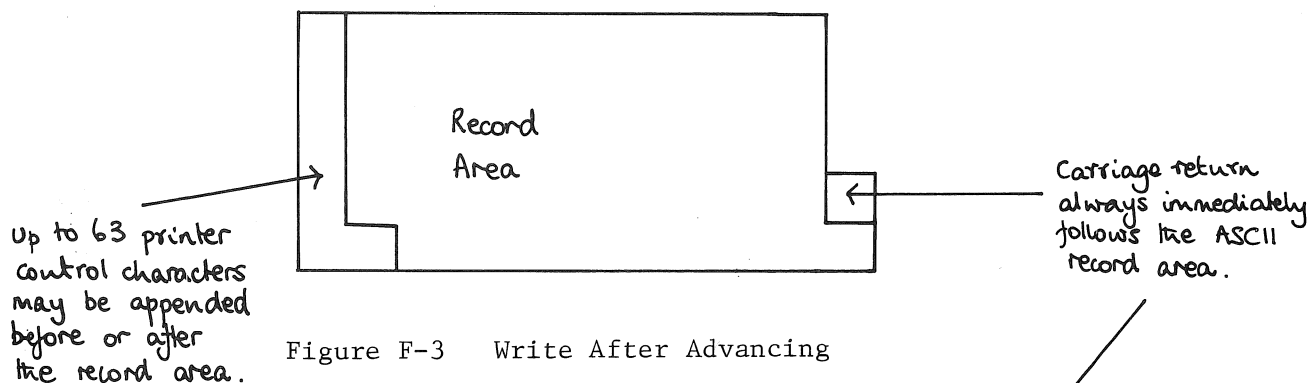 Record
Area
Up to 63 printer
control characters
may be appended
before or after
the record area.
Carriage return
always immediately
follows the ASCII
record area.
Figure F-3 Write After Advancing